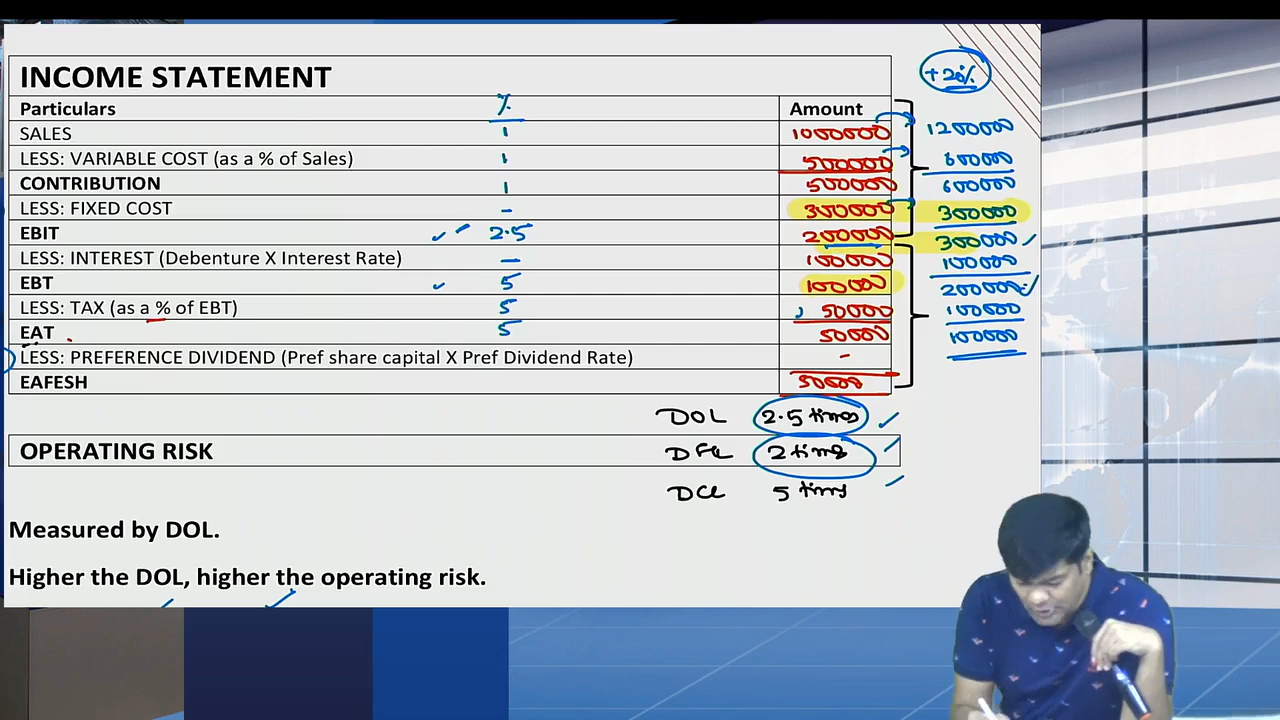 +20%
INCOME STATEMENT
Particulars % Amount
SALES 1 1000000 1200000
LESS: VARIABLE COST (as a % of Sales) 1 500000 600000
CONTRIBUTION 1 500000 600000
LESS: FIXED COST - 300000 300000
EBIT 2.5 200000 300000
LESS: INTEREST (Debenture X Interest Rate) - 100000 100000
EBT 5 100000 200000
LESS: TAX (as a % of EBT) 5 50000 100000
EAT 5 50000 100000
LESS: PREFERENCE DIVIDEND (Pref share capital X Pref Dividend Rate) -
EAFESH 50000
DOL 2.5 times
OPERATING RISK DFL 2 times
DCL 5 times
Measured by DOL.
Higher the DOL, higher the operating risk.